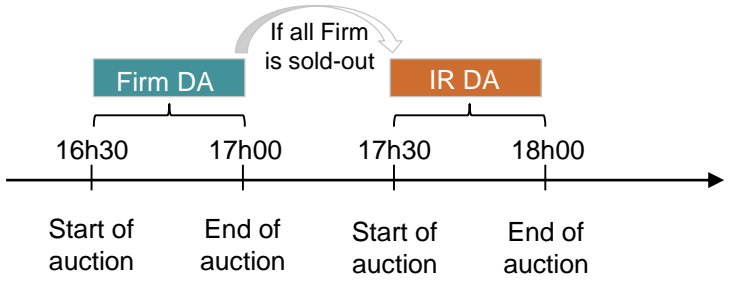 If all Firm
is sold-out
Firm DA
IR DA
16h30
17h00
17h30
18h00
Start of
auction
End of
auction
Start of
auction
End of
auction